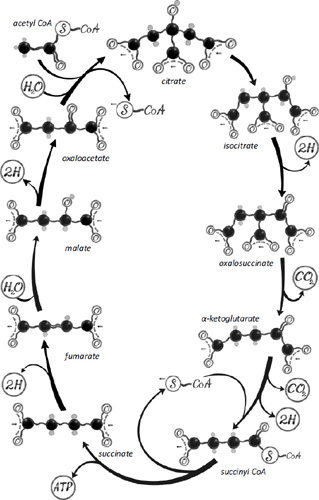 acetyl CoA
S
CoA
H₂O
citrate
S
CoA
oxaloacetate
isocitrate
2H
2H
malate
oxalosuccinate
CO₂
H₂O
α-ketoglutarate
fumarate
CO₂
2H
2H
S
CoA
succinate
S
CoA
succinyl CoA
ATP